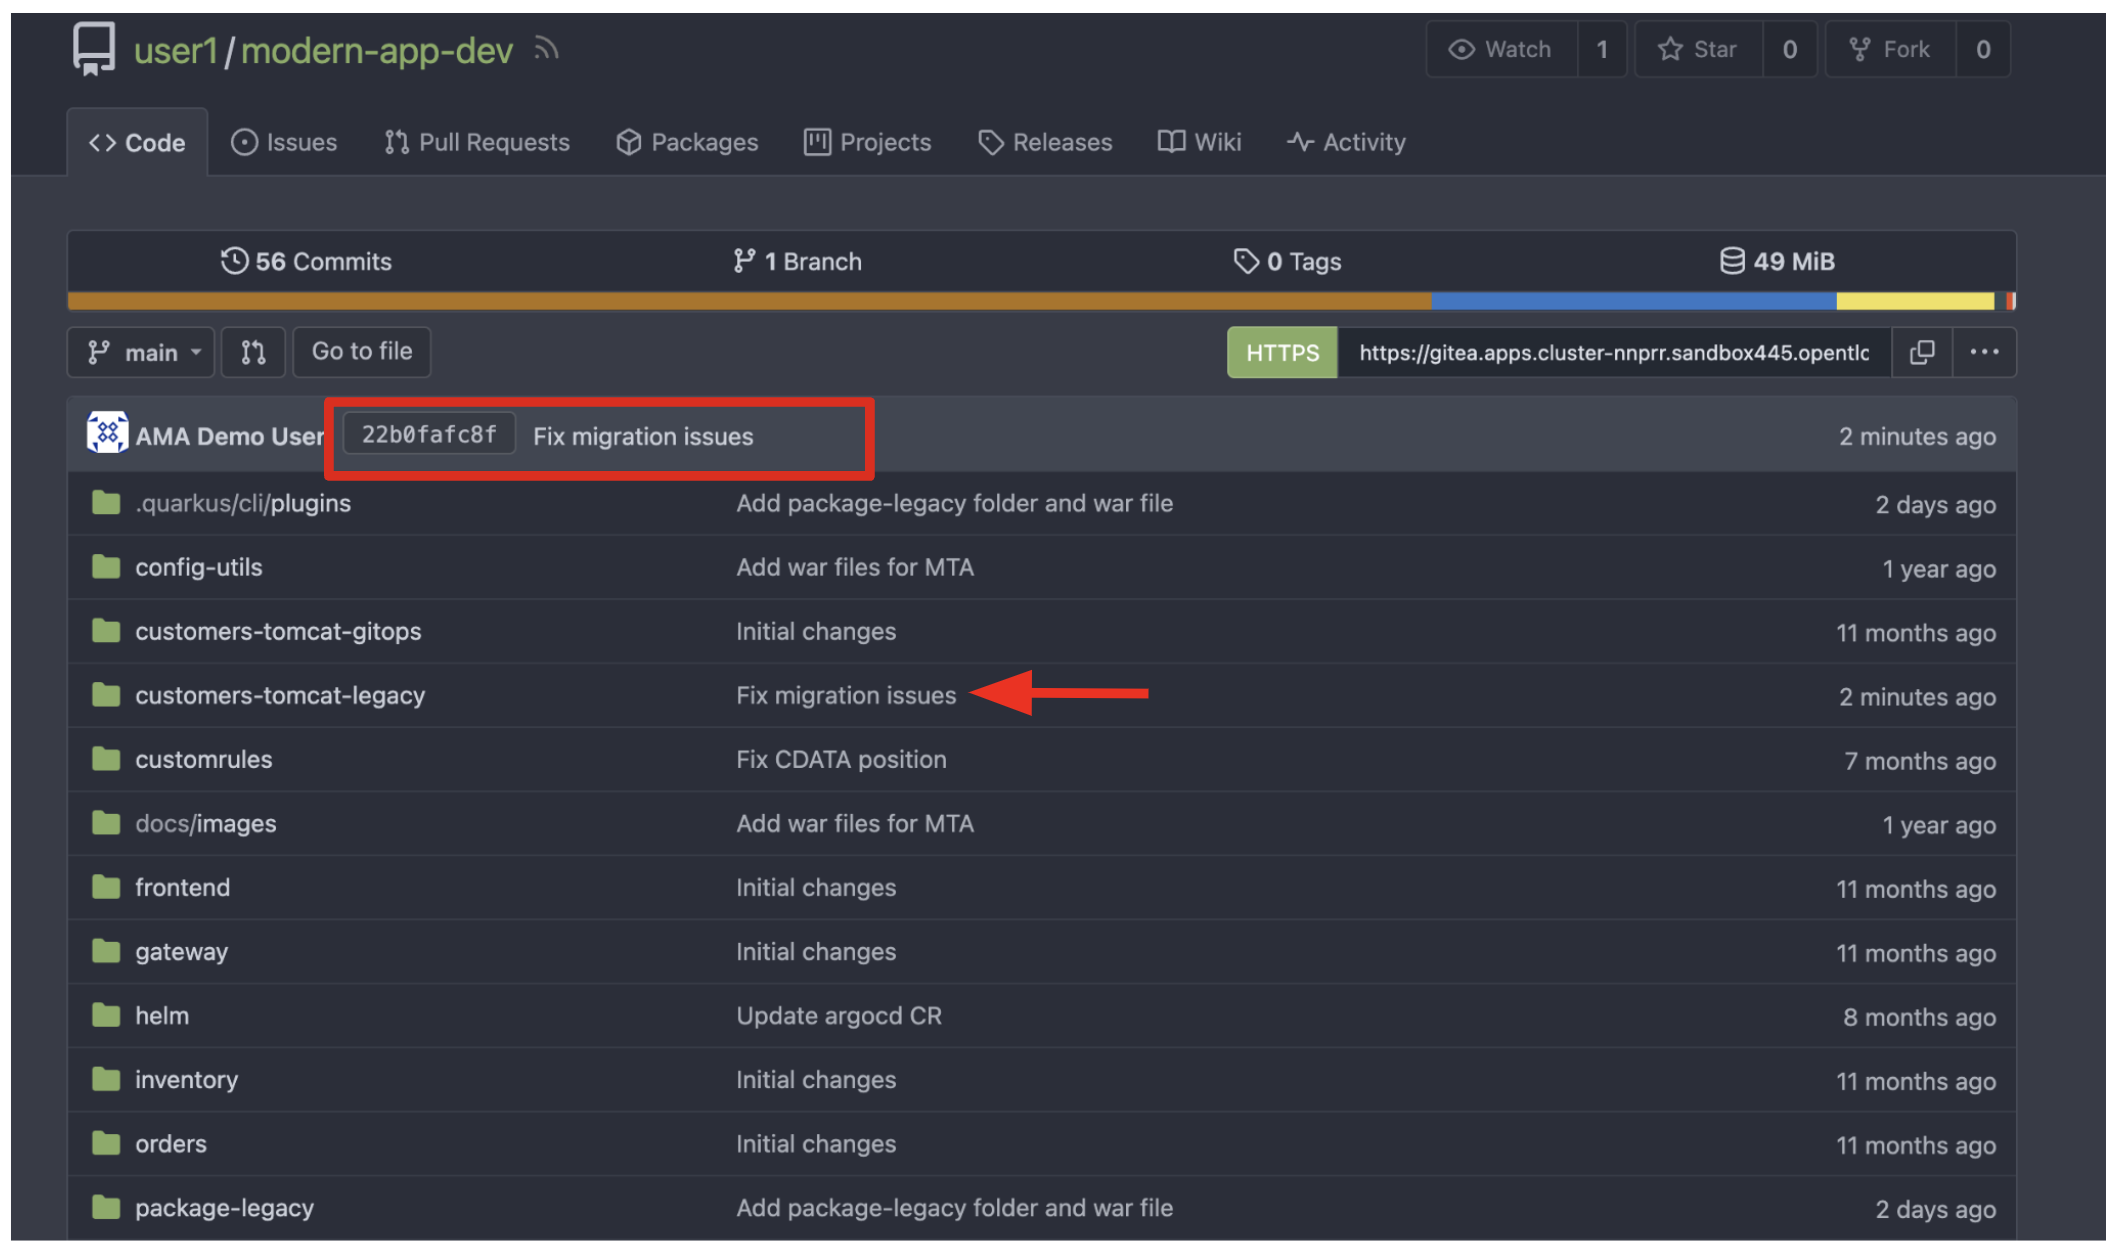 user1/modern-app-dev
Watch 1 Star 0 Fork 0
Code Issues Pull Requests Packages Projects Releases Wiki Activity
56 Commits 1 Branch 0 Tags 49 MiB
main Go to file HTTPS https://gitea.apps.cluster-nnprr.sandbox445.opentlc
AMA Demo User 22b0fafc8f Fix migration issues 2 minutes ago
.quarkus/cli/plugins Add package-legacy folder and war file 2 days ago
config-utils Add war files for MTA 1 year ago
customers-tomcat-gitops Initial changes 11 months ago
customers-tomcat-legacy Fix migration issues 2 minutes ago
customrules Fix CDATA position 7 months ago
docs/images Add war files for MTA 1 year ago
frontend Initial changes 11 months ago
gateway Initial changes 11 months ago
helm Update argocd CR 8 months ago
inventory Initial changes 11 months ago
orders Initial changes 11 months ago
package-legacy Add package-legacy folder and war file 2 days ago